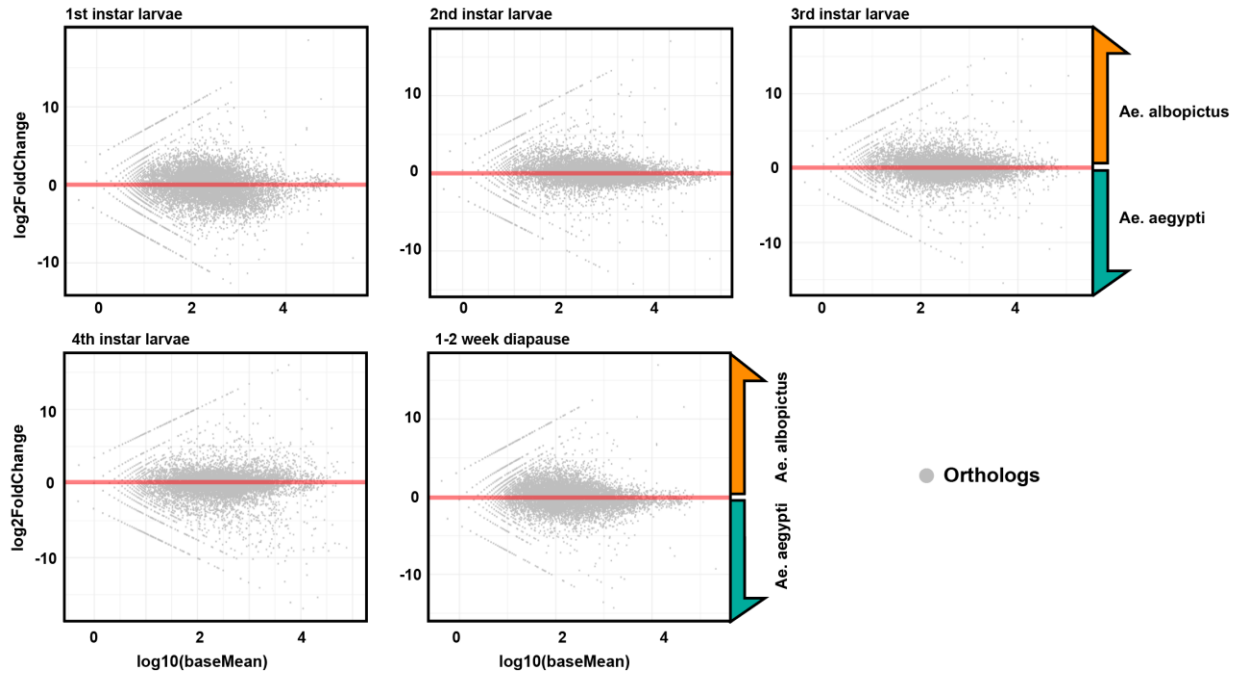 1st instar larvae
2nd instar larvae
3rd instar larvae
log2FoldChange
10
0
-10
0
2
4
10
0
-10
0
2
4
10
0
-10
0
2
4
Ae. albopictus
Ae. aegypti
4th instar larvae
1-2 week diapause
log2FoldChange
10
0
-10
0
2
4
log10(baseMean)
10
0
-10
0
2
4
log10(baseMean)
Ae. albopictus
Ae. aegypti
Orthologs